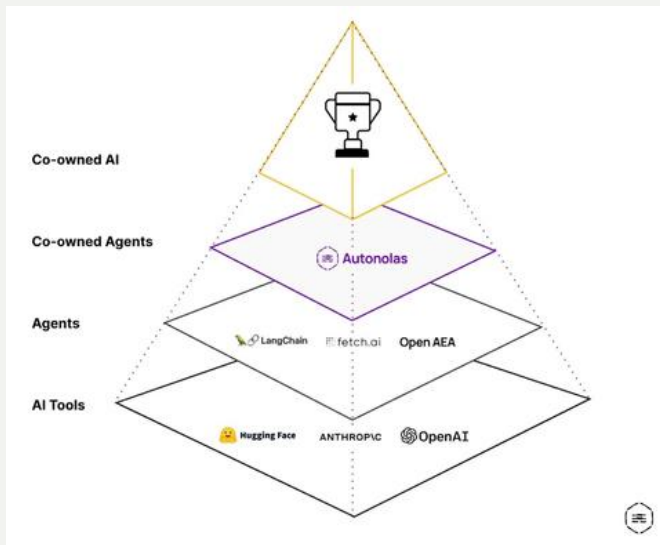 Co-owned AI
Co-owned Agents
Autonolas
Agents
LangChain fetch.ai Open AEA
AI Tools
Hugging Face ANTHROP\C OpenAI